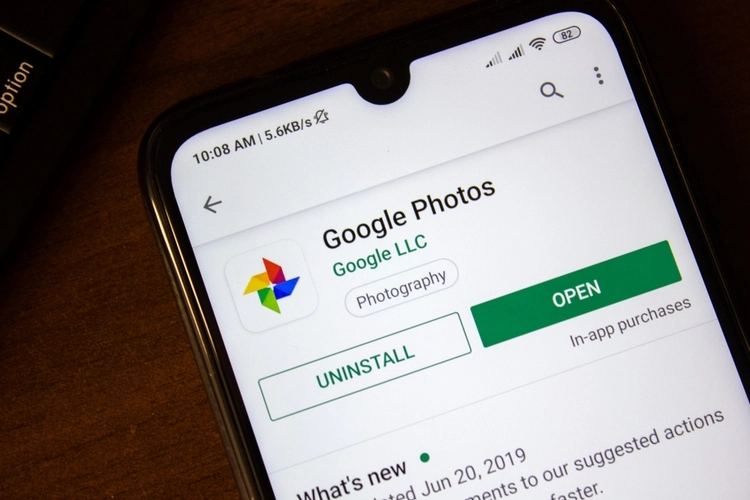 option
10:08 AM | 5.6KB/s
82
Google Photos
Google LLC
Photography
UNINSTALL
OPEN
In-app purchases
What's new
Jun 20, 2019
to our suggested actions
faster.